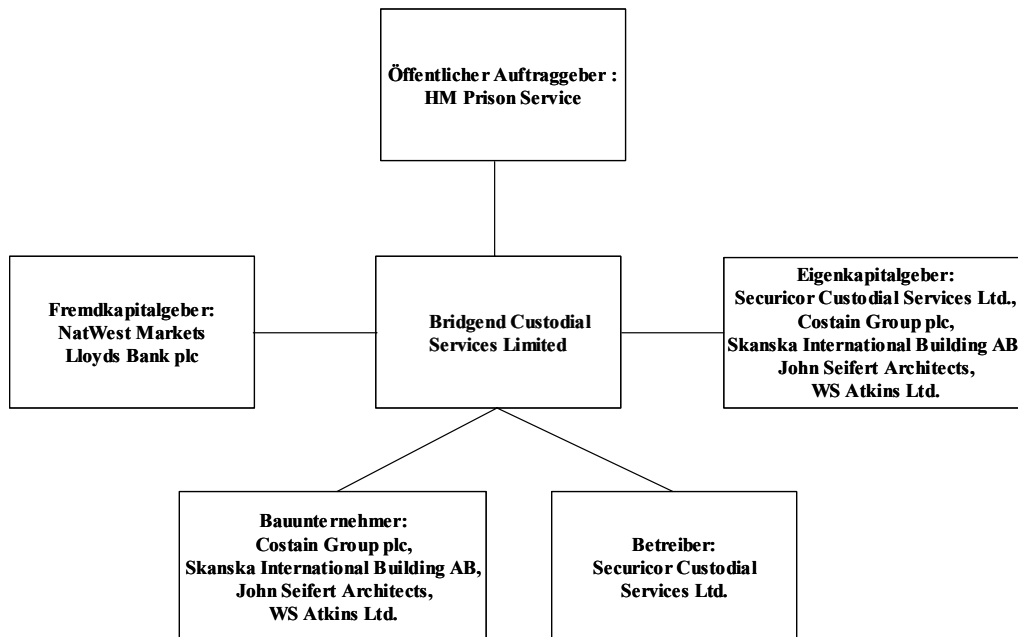 Öffentlicher Auftraggeber :
HM Prison Service
Fremdkapitalgeber:
NatWest Markets
Lloyds Bank plc
Bridgend Custodial
Services Limited
Eigenkapitalgeber:
Securicor Custodial Services Ltd.,
Costain Group plc,
Skanska International Building AB
John Seifert Architects,
WS Atkins Ltd.
Bauunternehmer:
Costain Group plc,
Skanska International Building AB,
John Seifert Architects,
WS Atkins Ltd.
Betreiber:
Securicor Custodial
Services Ltd.